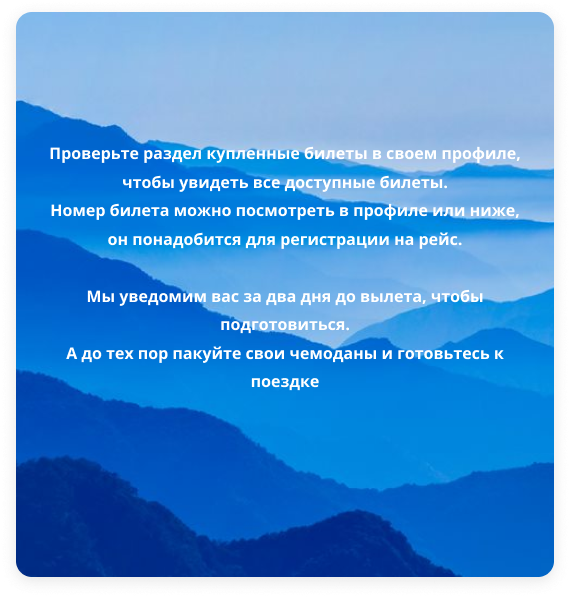 Проверьте раздел купленные билеты в своем профиле,
чтобы увидеть все доступные билеты.
Номер билета можно посмотреть в профиле или ниже,
он понадобится для регистрации на рейс.
Мы уведомим вас за два дня до вылета, чтобы
подготовиться.
А до тех пор пакуйте свои чемоданы и готовьтесь к
поездке